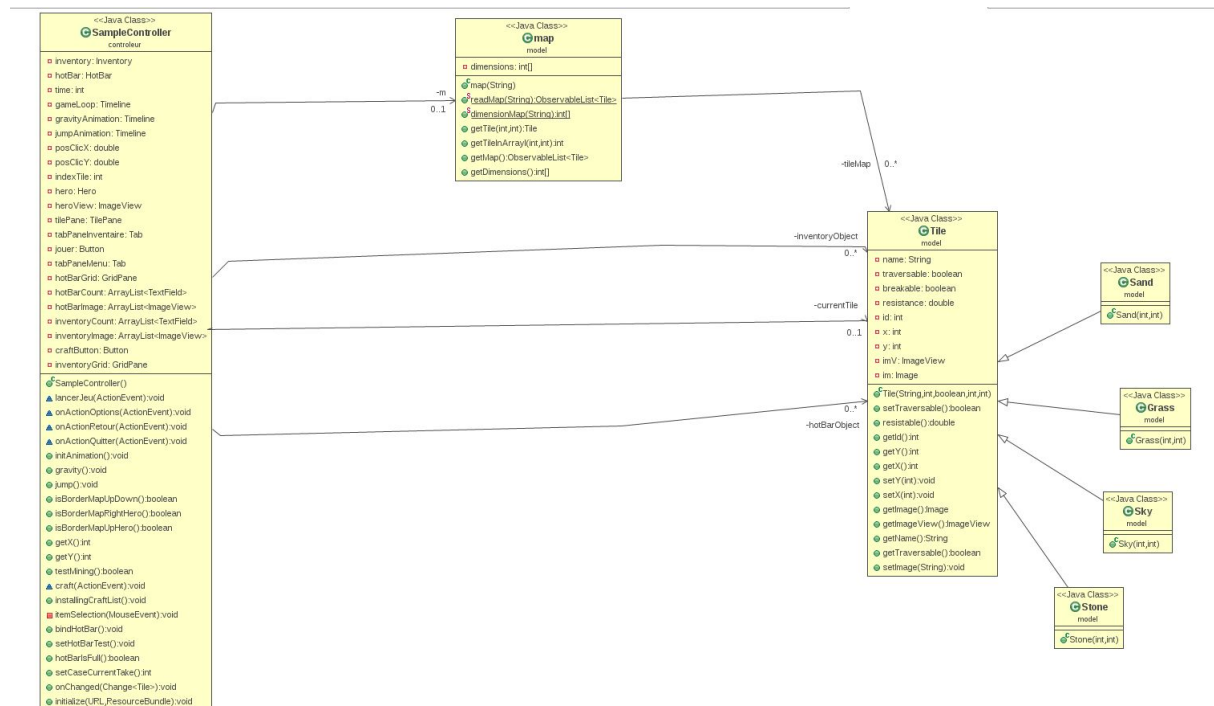 <<Java Class>>
SampleController
controleur
inventory: Inventory
hotBar: HotBar
time: int
gameLoop: Timeline
gravityAnimation: Timeline
jumpAnimation: Timeline
posClicX: double
posClicY: double
indexTile: int
hero: Hero
heroView: ImageView
tilePane: TilePane
tabPaneInventaire: Tab
jouer: Button
tabPaneMenu: Tab
hotBarGrid: GridPane
hotBarCount: ArrayList<TextField>
hotBarImage: ArrayList<ImageView>
inventoryCount: ArrayList<TextField>
inventoryImage: ArrayList<ImageView>
craftButton: Button
inventoryGrid: GridPane
SampleController()
lancerJeu(ActionEvent):void
onActionOptions(ActionEvent):void
onActionRetour(ActionEvent):void
onActionQuitter(ActionEvent):void
initAnimation():void
gravity():void
jump():void
isBorderMapUpDown():boolean
isBorderMapRightHero():boolean
isBorderMapUpHero():boolean
getX():int
getY():int
testMining():boolean
craft(ActionEvent):void
installingCraftList():void
itemSelection(MouseEvent):void
bindHotBar():void
setHotBarTest():void
hotBarIsFull():boolean
setCaseCurrentTake():int
onChanged(Change<Tile>):void
initialize(URL,ResourceBundle):void
-m
0..1
<<Java Class>>
map
model
dimensions: int[]
map(String)
readMap(String):ObservableList<Tile>
dimensionMap(String):int[]
getTile(int,int):Tile
getTileInArrayI(int,int):int
getMap():ObservableList<Tile>
getDimensions():int[]
-tileMap 0..*
-inventoryObject
0..*
-currentTile
0..1
0..*
-hotBarObject
<<Java Class>>
Tile
model
name: String
traversable: boolean
breakable: boolean
resistance: double
id: int
x: int
y: int
imV: ImageView
im: Image
Tile(String,int,boolean,int,int)
setTraversable():boolean
resistable():double
getId():int
getY():int
getX():int
setY(int):void
setX(int):void
getImage():Image
getImageView():ImageView
getName():String
getTraversable():boolean
setImage(String):void
<<Java Class>>
Sand
model
Sand(int,int)
<<Java Class>>
Grass
model
Grass(int,int)
<<Java Class>>
Sky
model
Sky(int,int)
<<Java Class>>
Stone
model
Stone(int,int)